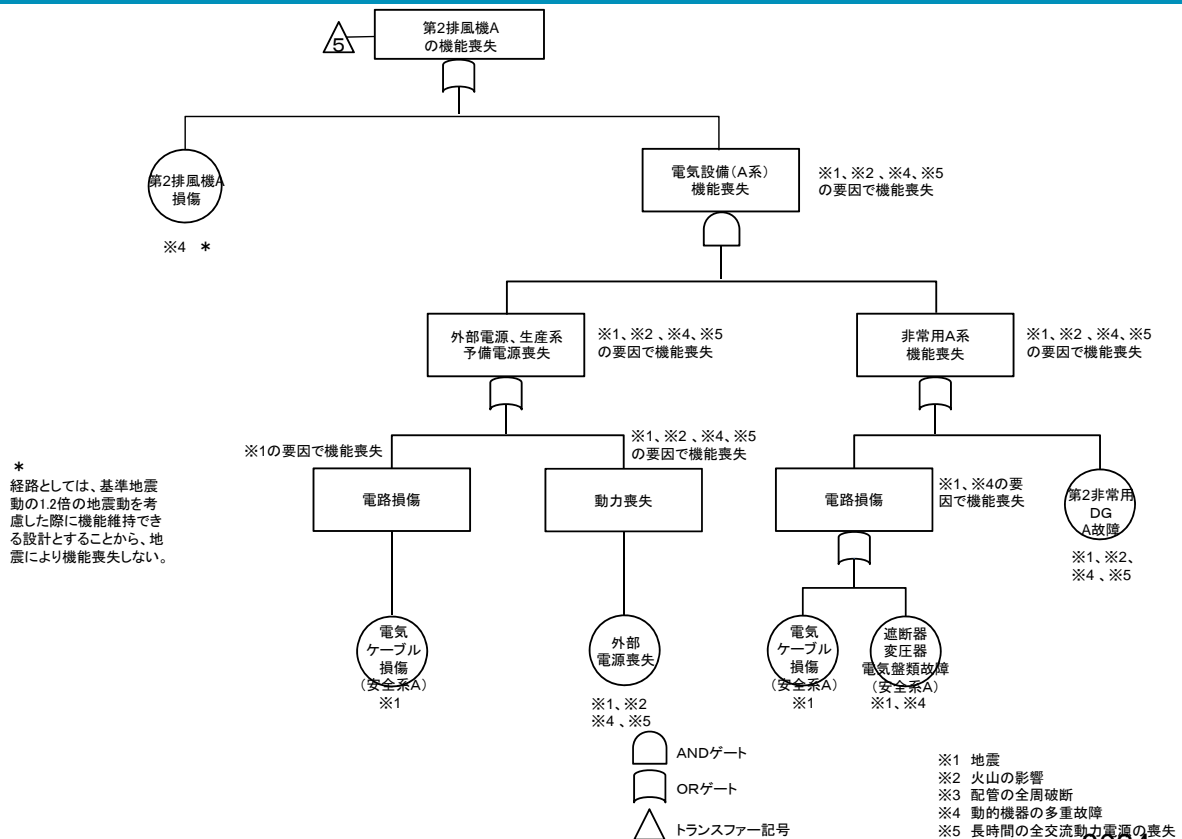 第2排風機A
の機能喪失
5
第2排風機A
損傷
※4 *
電気設備(A系)
機能喪失
※1、※2 、※4、※5
の要因で機能喪失
外部電源、生産系
予備電源喪失
※1、※2 、※4、※5
の要因で機能喪失
非常用A系
機能喪失
※1、※2 、※4、※5
の要因で機能喪失
※1の要因で機能喪失
電路損傷
※1、※2 、※4、※5
の要因で機能喪失
動力喪失
電路損傷
※1、※4の要
因で機能喪失
第2非常用
DG
A故障
※1、※2、
※4 、※5
*
経路としては、基準地震
動の1.2倍の地震動を考
慮した際に機能維持でき
る設計とすることから、地
震により機能喪失しない。
電気
ケーブル
損傷
(安全系A)
※1
外部
電源喪失
※1、※2
※4 、※5
電気
ケーブル
損傷
(安全系A)
※1
遮断器
変圧器
電気盤類故障
(安全系A)
※1、※4
ANDゲート
ORゲート
トランスファー記号
※1 地震
※2 火山の影響
※3 配管の全周破断
※4 動的機器の多重故障
※5 長時間の全交流動力電源の喪失